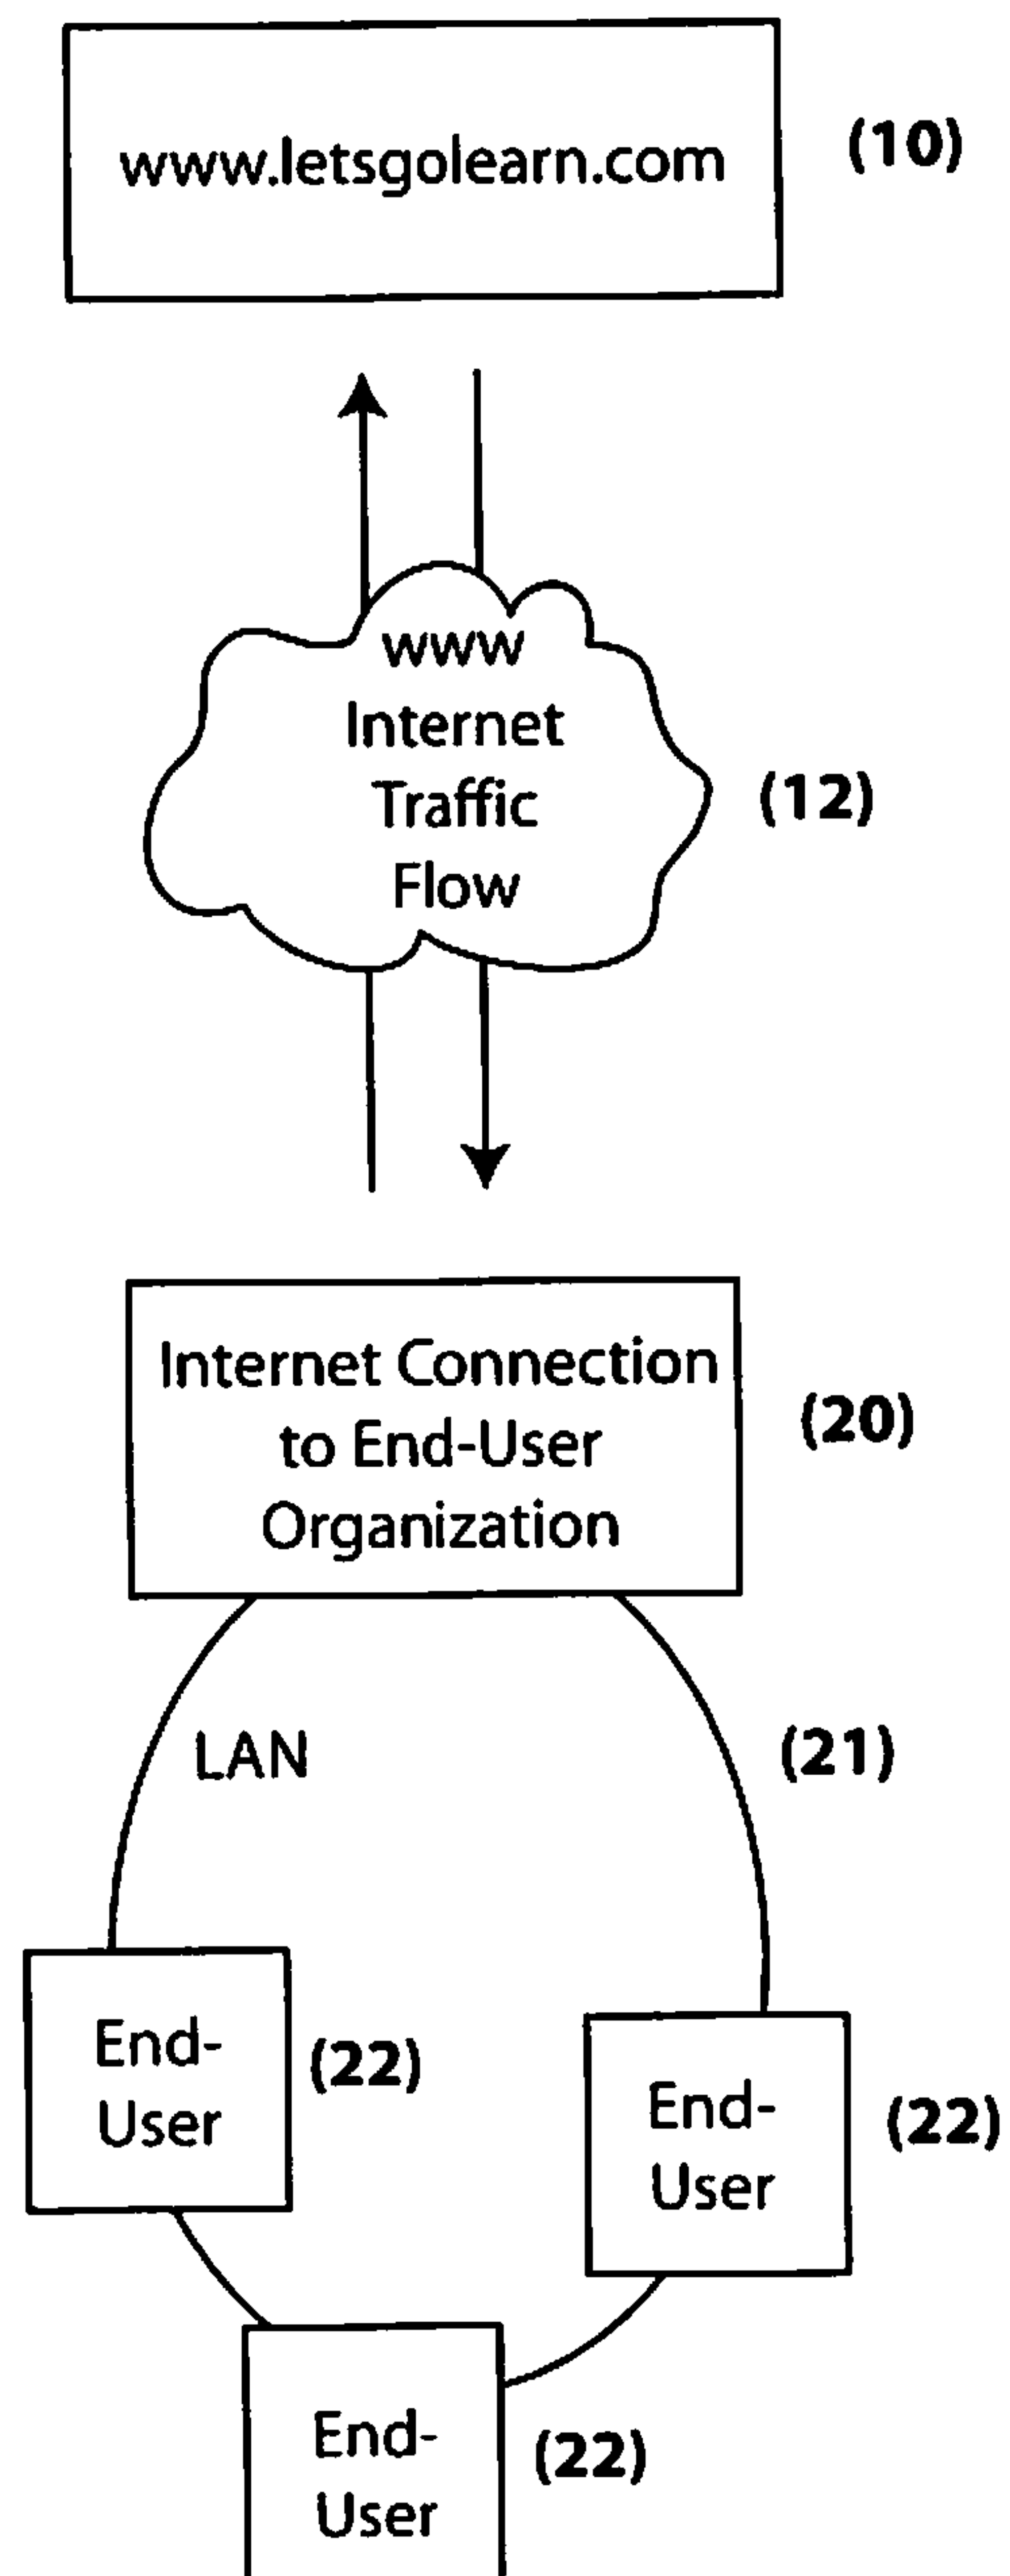 www.letsgolearn.com
(10)
www
Internet
Traffic
Flow
(12)
Internet Connection
to End-User
Organization
(20)
LAN
(21)
End-
User
(22)
End-
User
(22)
End-
User
(22)